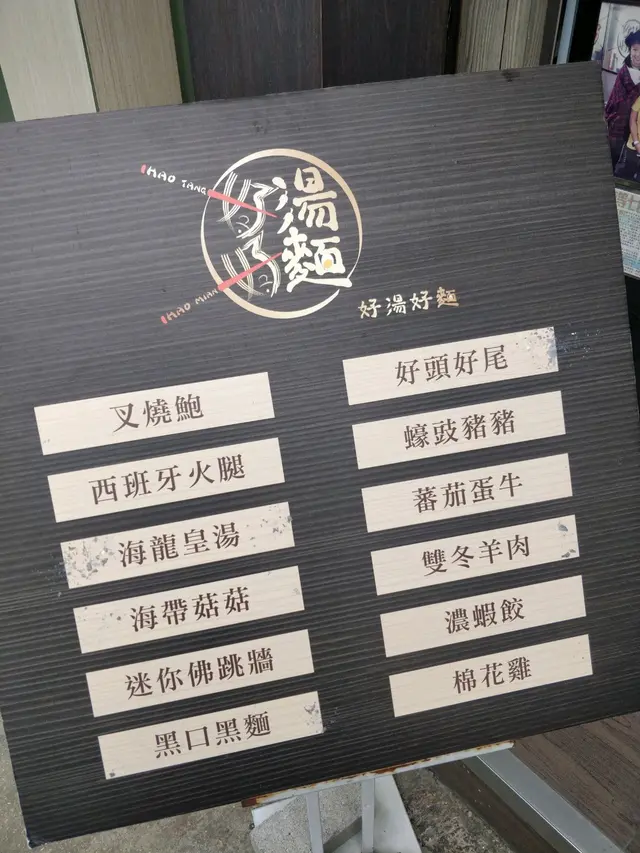 HAO TANG
好湯
HAO MIAN
好麵
好湯好麵
叉燒鮑
西班牙火腿
海龍皇湯
海帶菇菇
迷你佛跳牆
黑口黑麵
好頭好尾
蠔豉豬豬
蕃茄蛋牛
雙冬羊肉
濃蝦餃
棉花雞